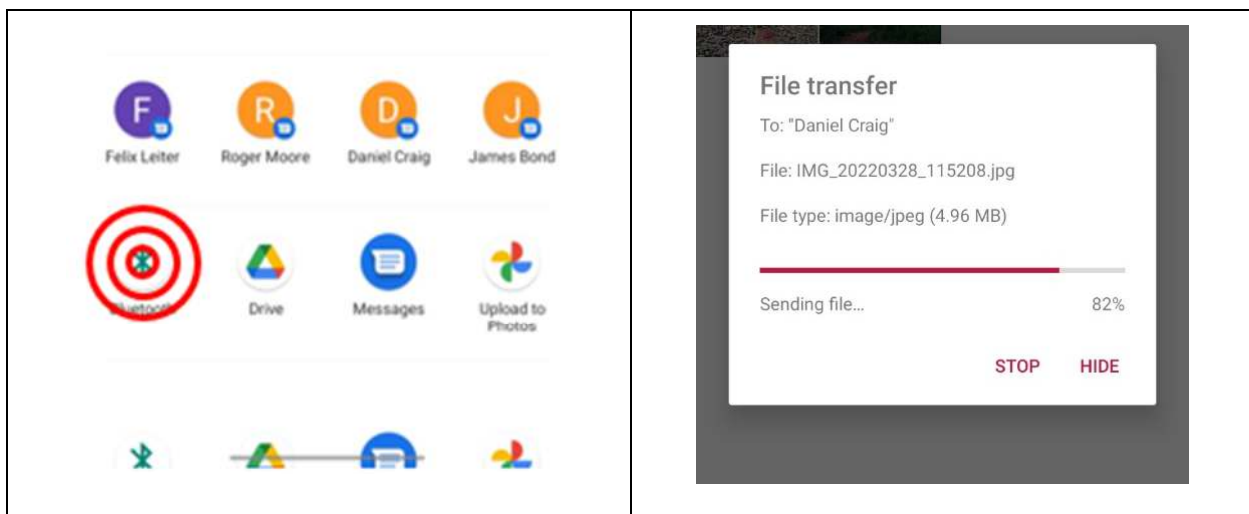 F R D J
Felix Leiter Roger Moore Daniel Craig James Bond
Bluetooth Drive Messages Upload to
Photos
File transfer
To: "Daniel Craig"
File: IMG_20220328_115208.jpg
File type: image/jpeg (4.96 MB)
Sending file... 82%
STOP HIDE